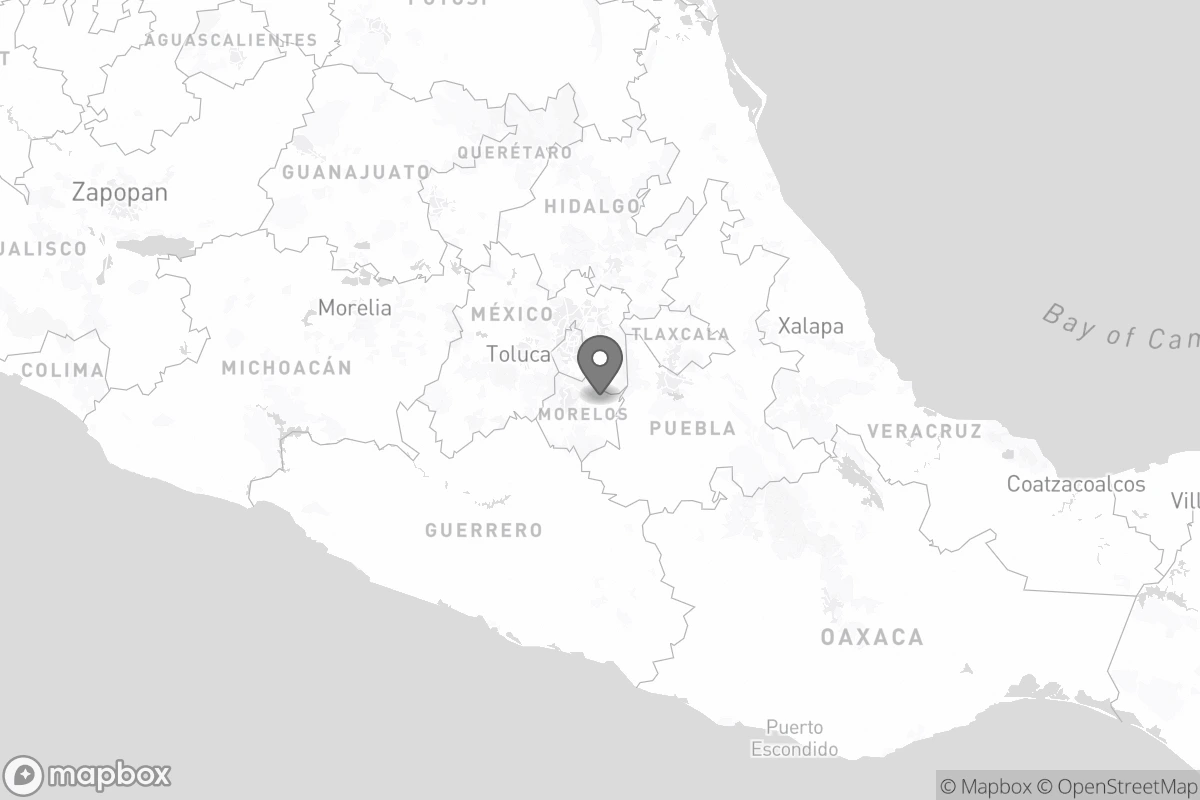 POTOSÍ
AGUASCALIENTES
T
QUERÉTARO
GUANAJUATO
Zapopan
HIDALGO
JALISCO
Morelia
MÉXICO
Bay of Cam
Xalapa
TLAXCALA
Toluca
COLIMA
MICHOACÁN
MORELOS
PUEBLA
VERACRUZ
Coatzacoalcos
Vill
GUERRERO
OAXACA
Puerto
Escondido
mapbox
© Mapbox © OpenStreetMap